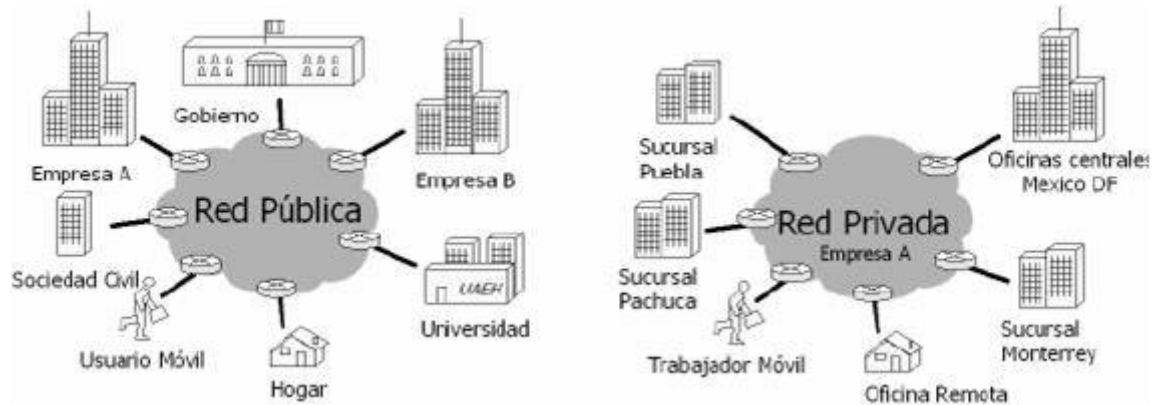 Gobierno
Empresa A
Empresa B
Red Pública
Sociedad Civil
UAEH
Universidad
Usuario Móvil
Hogar
Sucursal
Puebla
Oficinas centrales
Mexico DF
Red Privada
Empresa A
Sucursal
Pachuca
Sucursal
Monterrey
Trabajador Móvil
Oficina Remota